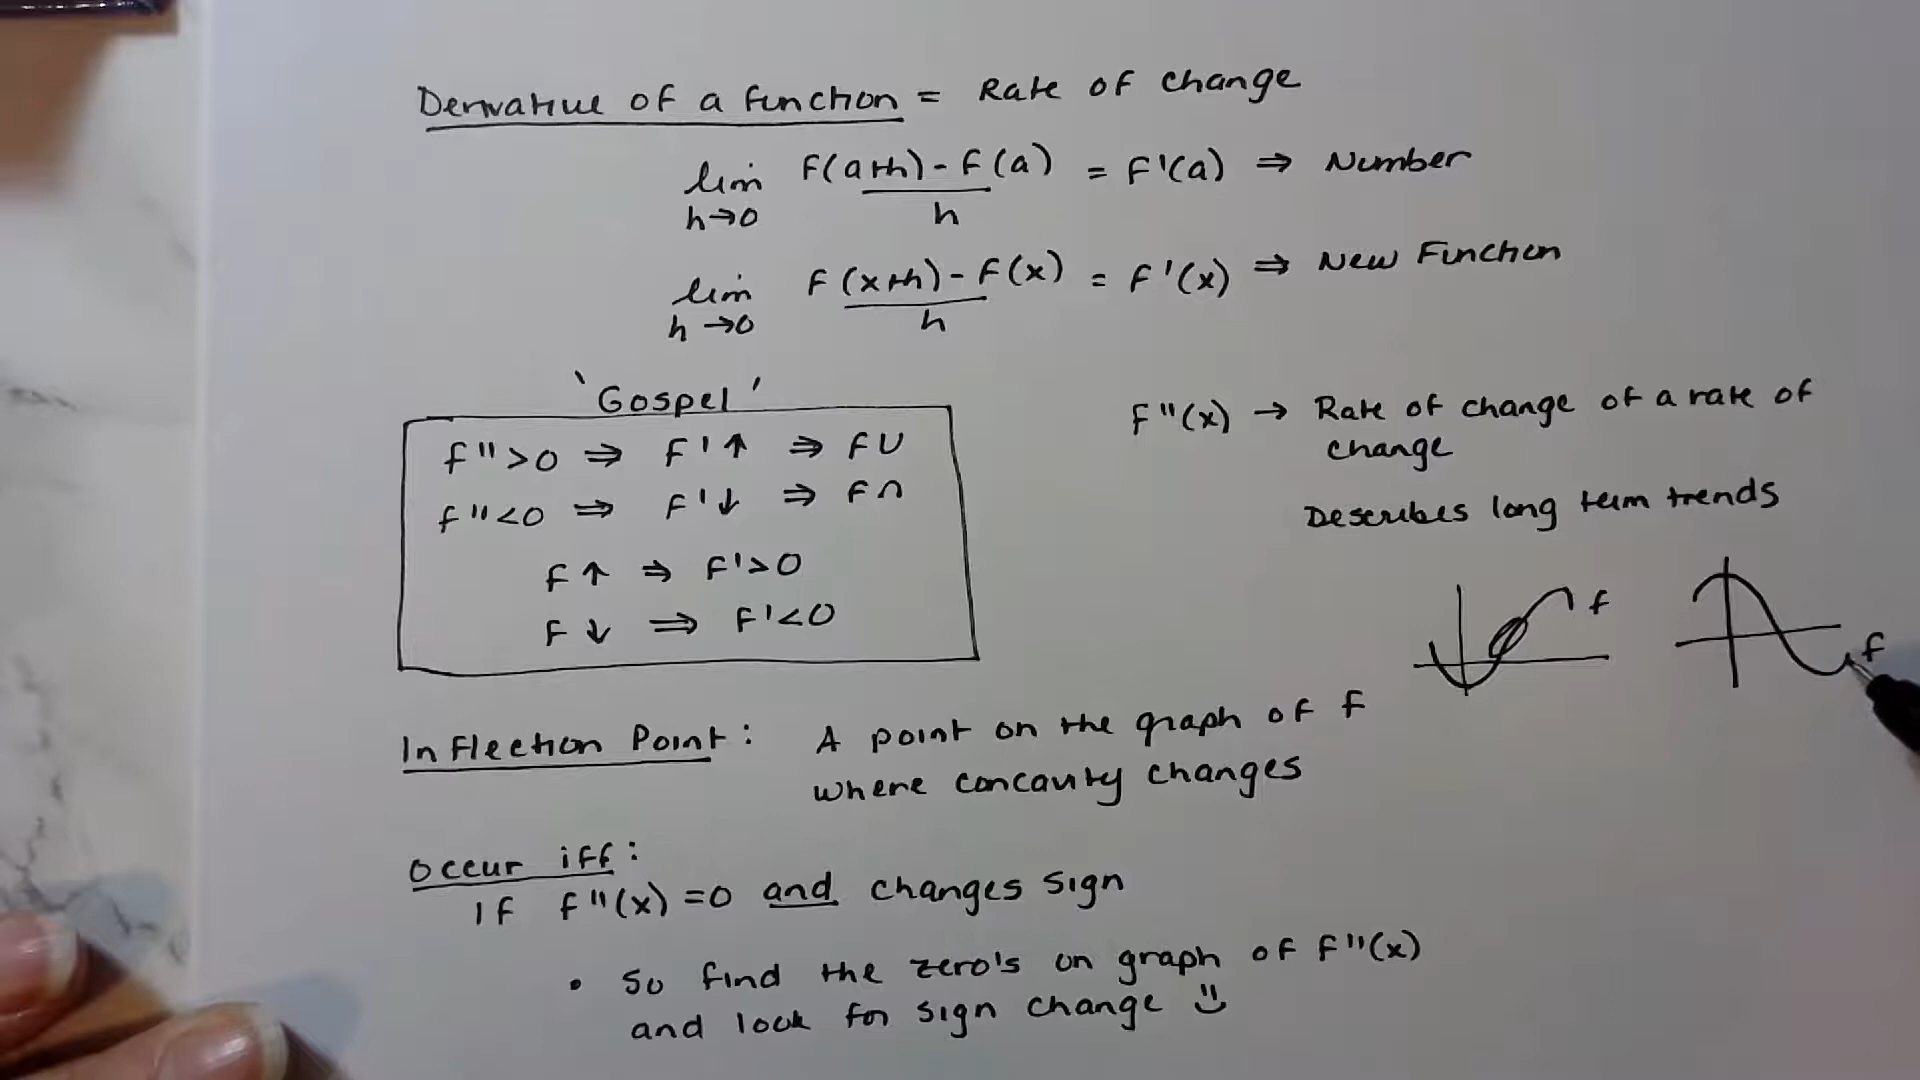 Derivative of a function = Rate of change
lim h→0 F(a+h) - F(a) / h = F'(a) ⇒ Number
lim h→0 F(x+h) - F(x) / h = F'(x) ⇒ New Function
'Gospel'
f''>0 ⇒ F'↑ ⇒ F∪
f''<0 ⇒ F'↓ ⇒ F∩
F↑ ⇒ F'>0
F↓ ⇒ F'<0
F''(x) → Rate of change of a rate of
change
Describes long term trends
f
f
Inflection Point: A point on the graph of f
where concavity changes
Occur iff:
If f''(x)=0 and changes sign
• So find the zero's on graph of F''(x)
and look for sign change